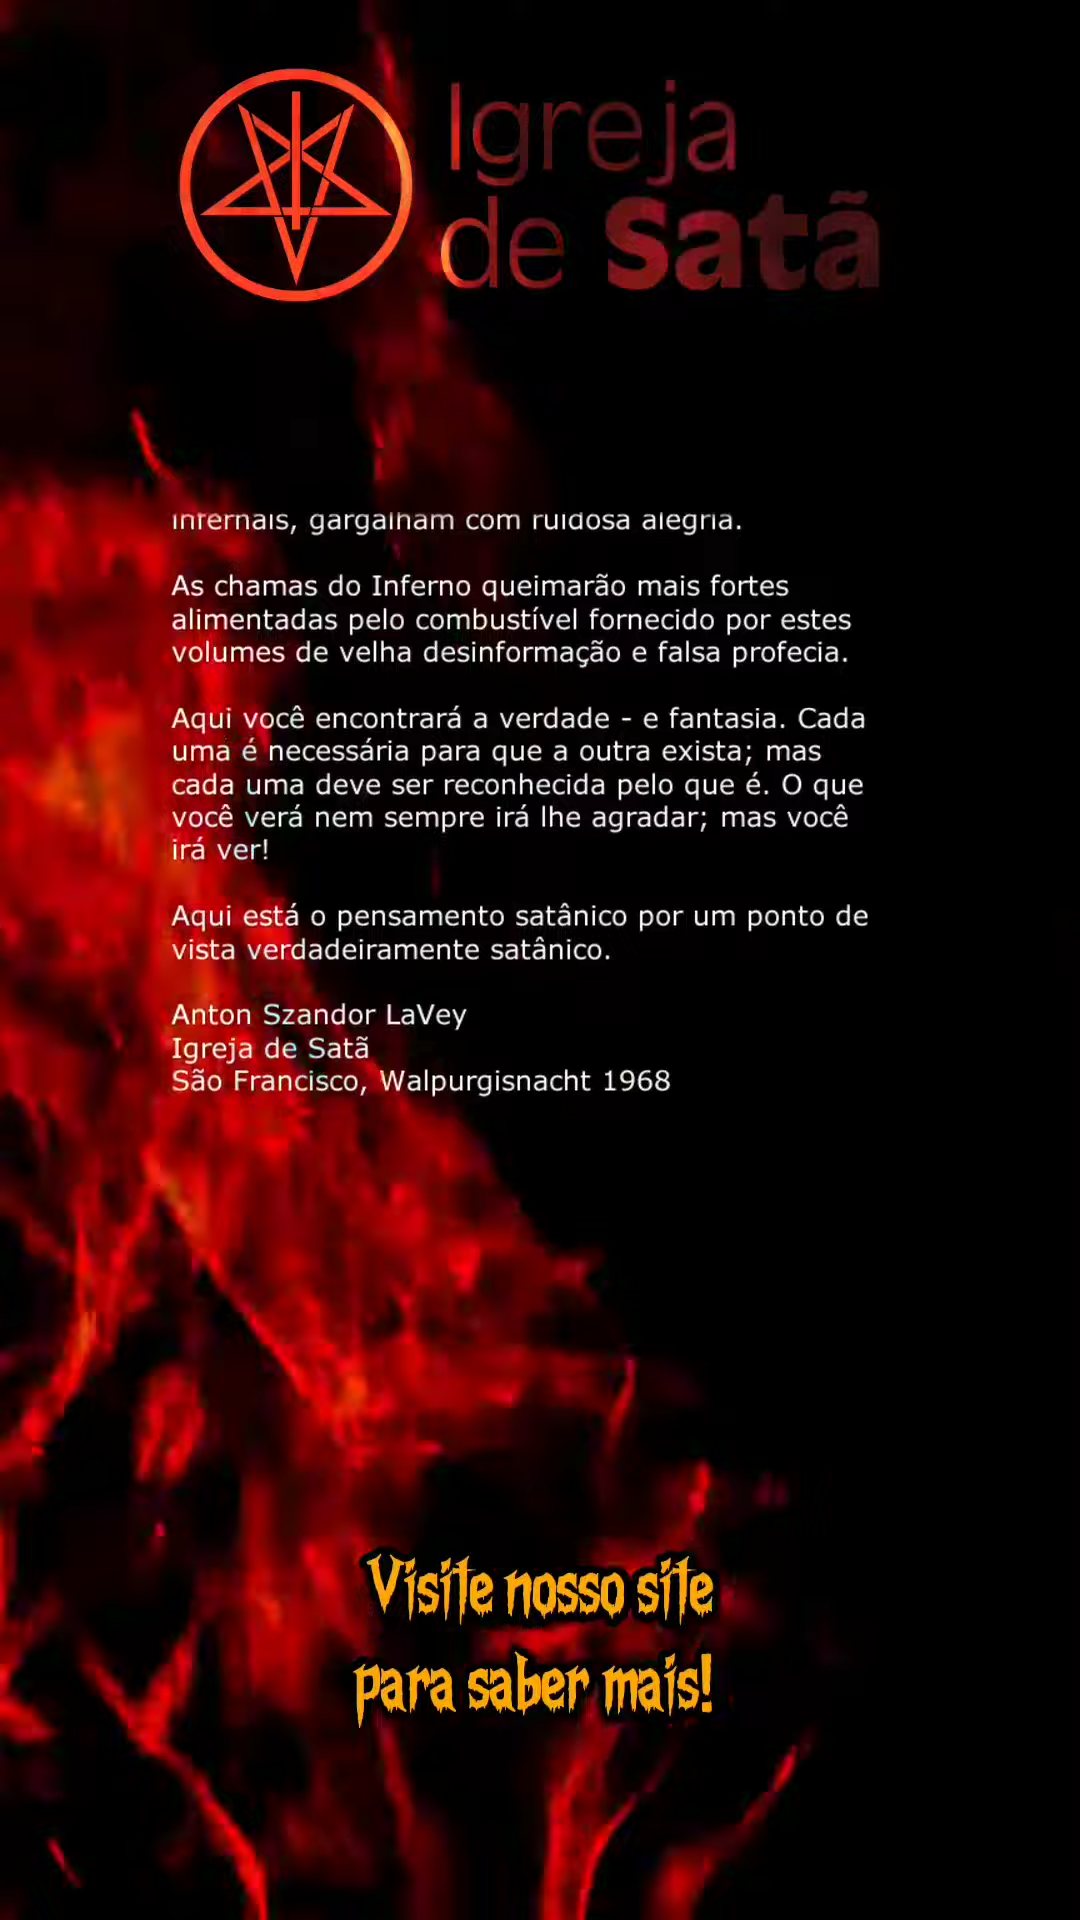 Igreja
de Satã
infernais, gargalham com ruidosa alegria.
As chamas do Inferno queimarão mais fortes
alimentadas pelo combustível fornecido por estes
volumes de velha desinformação e falsa profecia.
Aqui você encontrará a verdade - e fantasia. Cada
uma é necessária para que a outra exista; mas
cada uma deve ser reconhecida pelo que é. O que
você verá nem sempre irá lhe agradar; mas você
irá ver!
Aqui está o pensamento satânico por um ponto de
vista verdadeiramente satânico.
Anton Szandor LaVey
Igreja de Satã
São Francisco, Walpurgisnacht 1968
Visite nosso site
para saber mais!